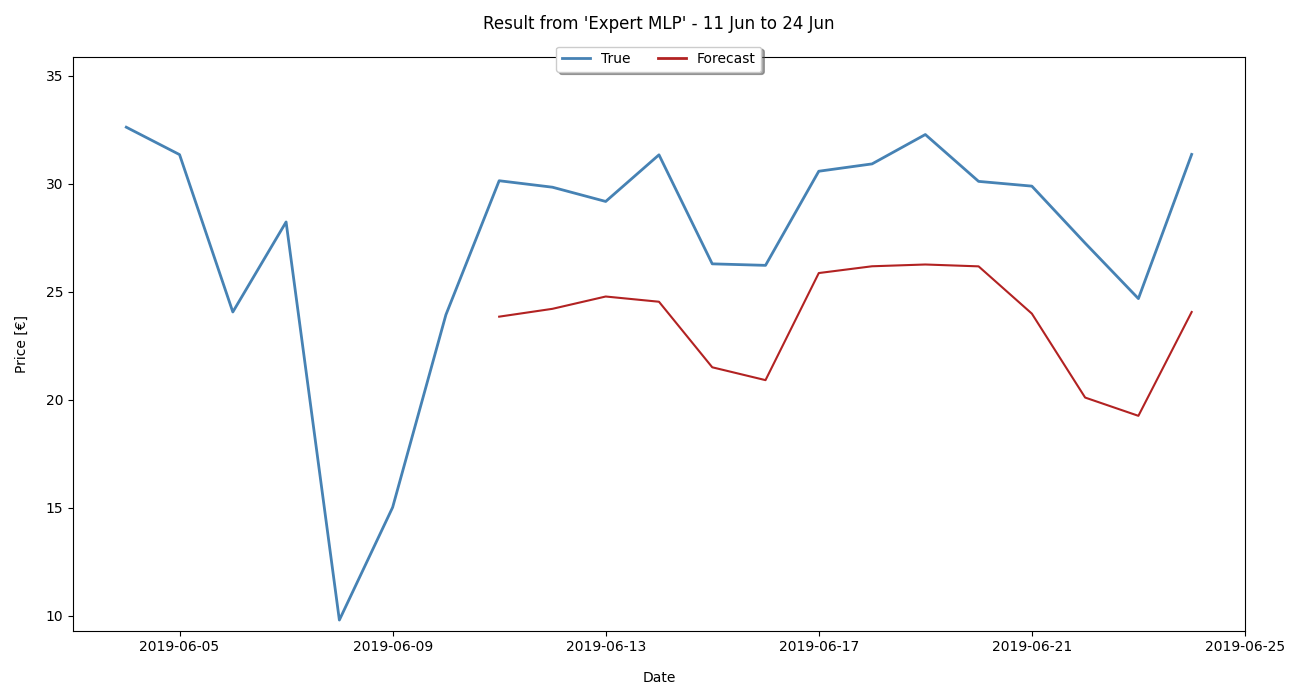 Result from 'Expert MLP' - 11 Jun to 24 Jun
True Forecast
35
30
25
20
15
10
Price [€]
2019-06-05 2019-06-09 2019-06-13 2019-06-17 2019-06-21 2019-06-25
Date